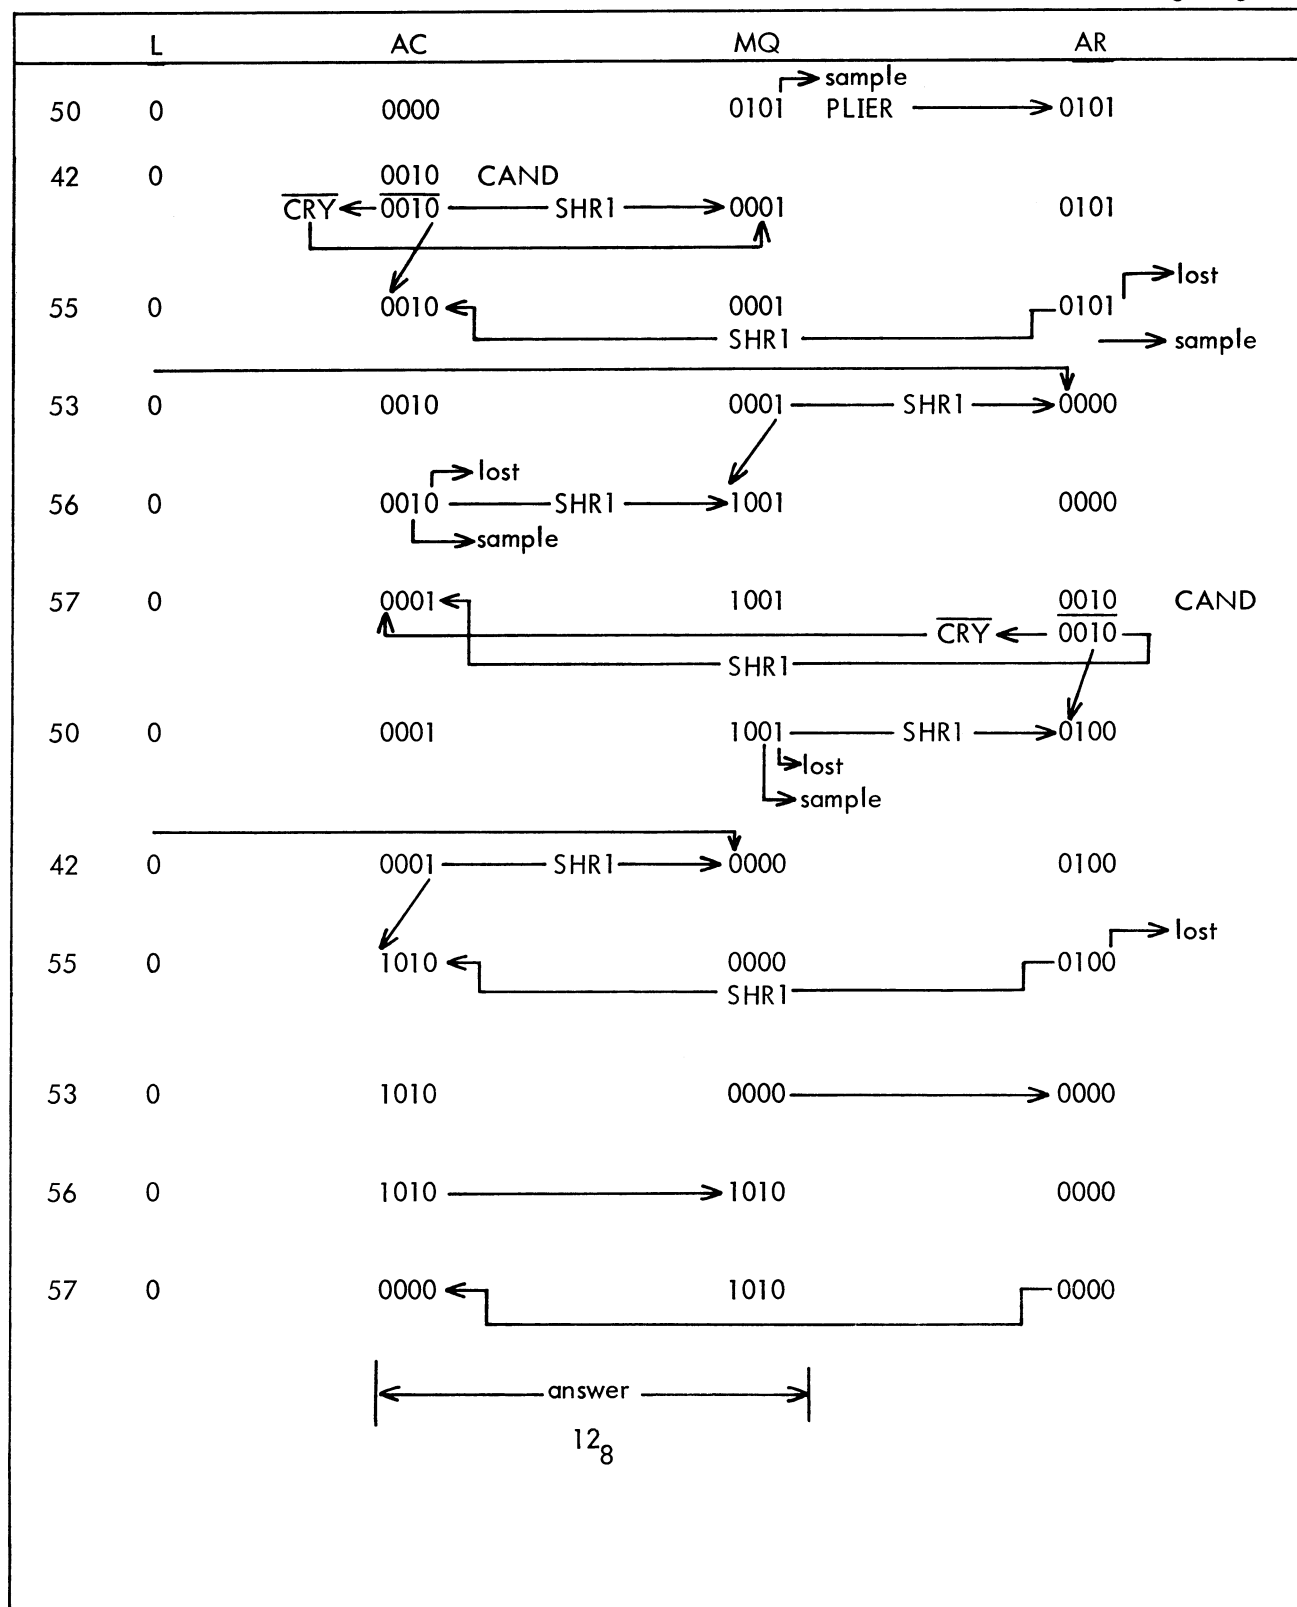 L AC MQ AR
sample
50 0 0000 0101 PLIER 0101
42 0 0010 CAND
CRY 0010 SHR1 0001 0101
lost
55 0 0010 0001 0101
SHR1 sample
53 0 0010 0001 SHR1 0000
lost
56 0 0010 SHR1 1001 0000
sample
57 0 0001 1001 0010 CAND
CRY 0010
SHR1
50 0 0001 1001 SHR1 0100
lost
sample
42 0 0001 SHR1 0000 0100
lost
55 0 1010 0000 0100
SHR1
53 0 1010 0000 0000
56 0 1010 1010 0000
57 0 0000 1010 0000
answer
12₈